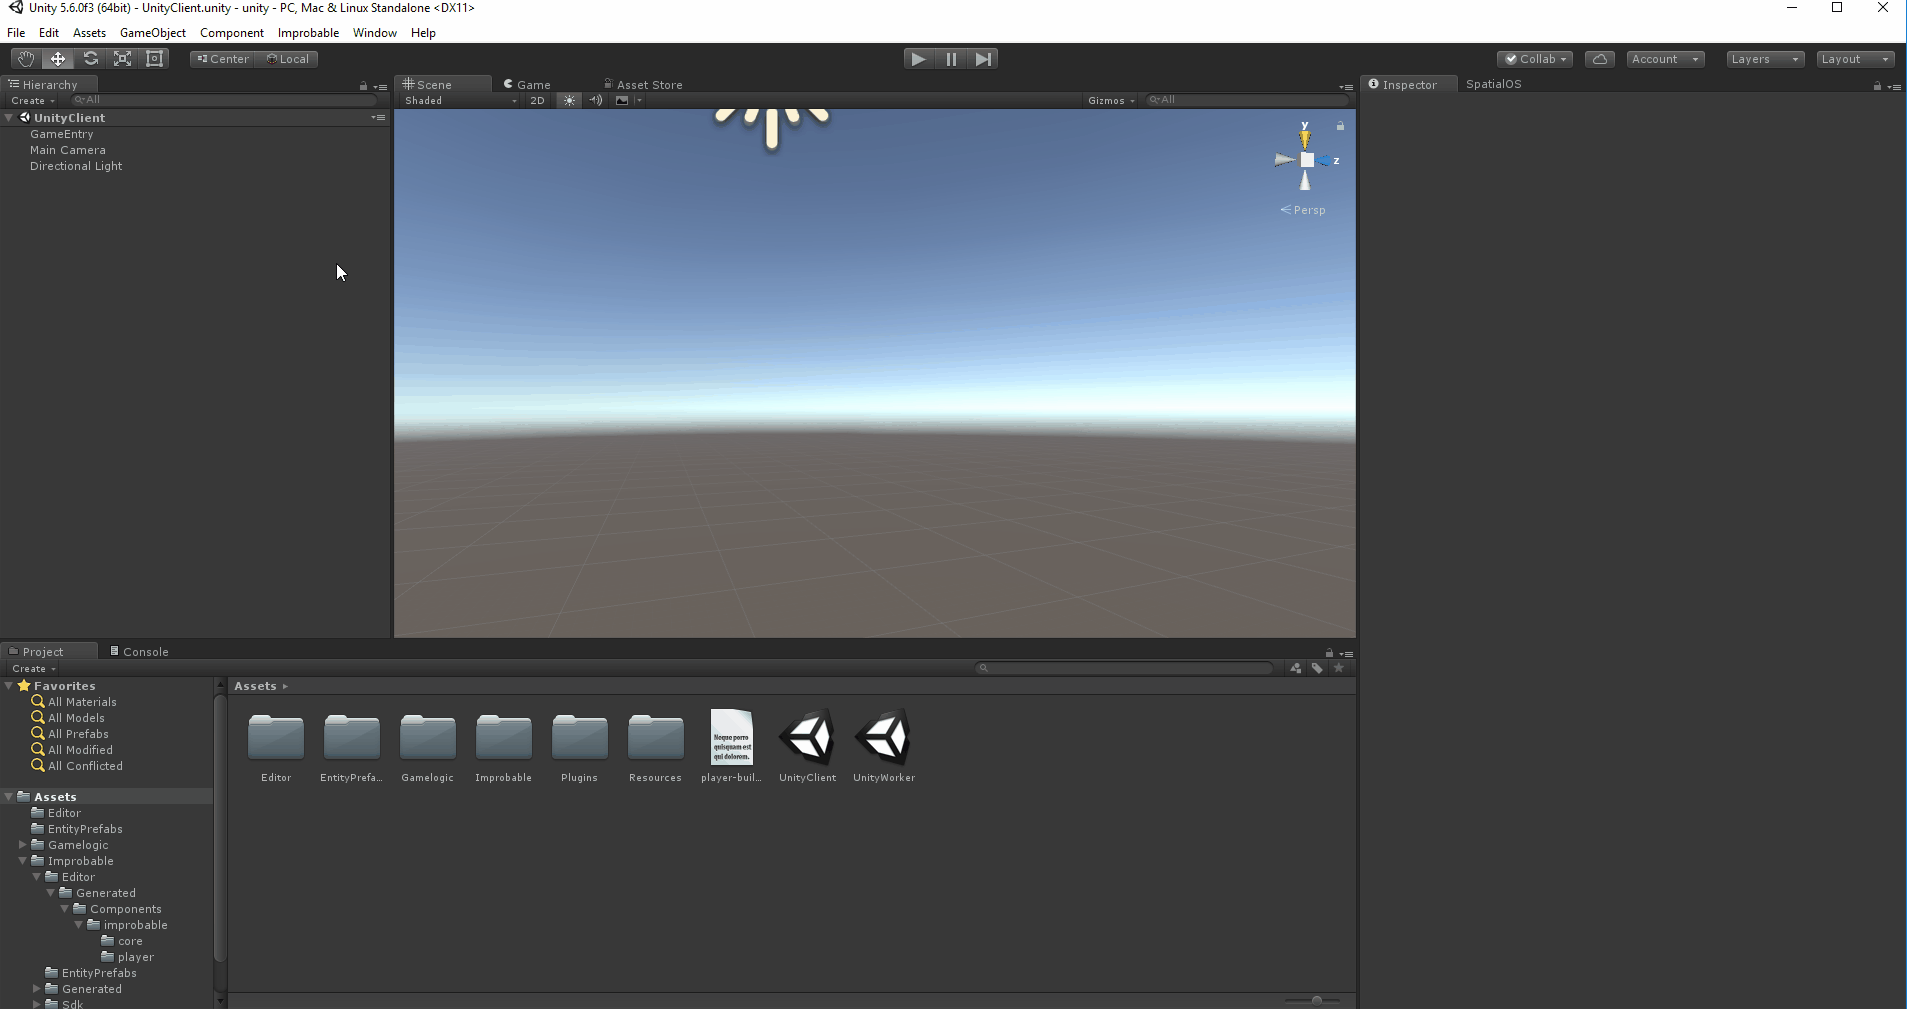 Unity 5.6.0f3 (64bit) - UnityClient.unity - unity - PC, Mac & Linux Standalone <DX11>
File Edit Assets GameObject Component Improbable Window Help
Center Local Collab Account Layers Layout
Hierarchy
Create All
UnityClient
GameEntry
Main Camera
Directional Light
Scene Game Asset Store
Shaded 2D Gizmos All
y
z
Persp
Inspector SpatialOS
Project Console
Create
Favorites
All Materials
All Models
All Prefabs
All Modified
All Conflicted
Assets
Editor
EntityPrefabs
Gamelogic
Improbable
Editor
Generated
Components
improbable
core
player
EntityPrefabs
Generated
Sdk
Assets
Neque porro
quisquam est
qui dolorem.
Editor EntityPrefa... Gamelogic Improbable Plugins Resources player-buil... UnityClient UnityWorker